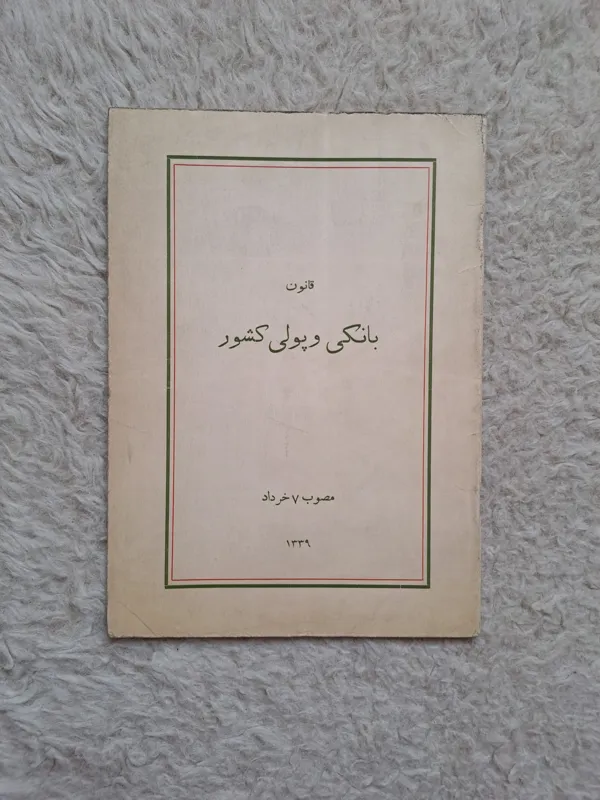 قانون
بانکی و پولی کشور
مصوب ۷ خرداد
۱۳۳۹